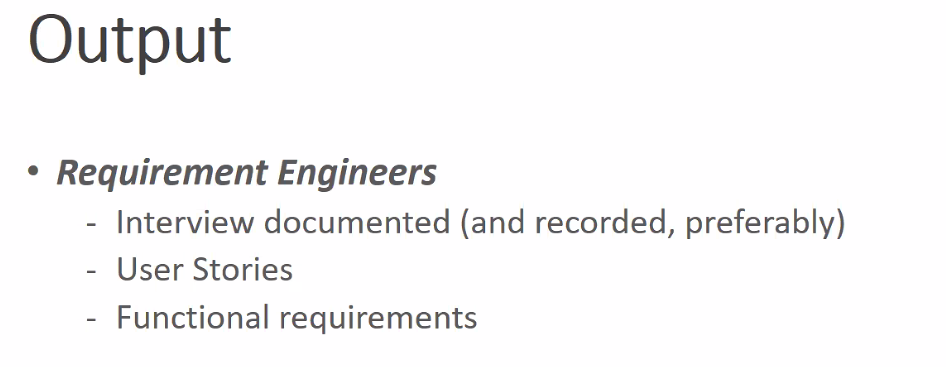 Output
• Requirement Engineers
- Interview documented (and recorded, preferably)
- User Stories
- Functional requirements